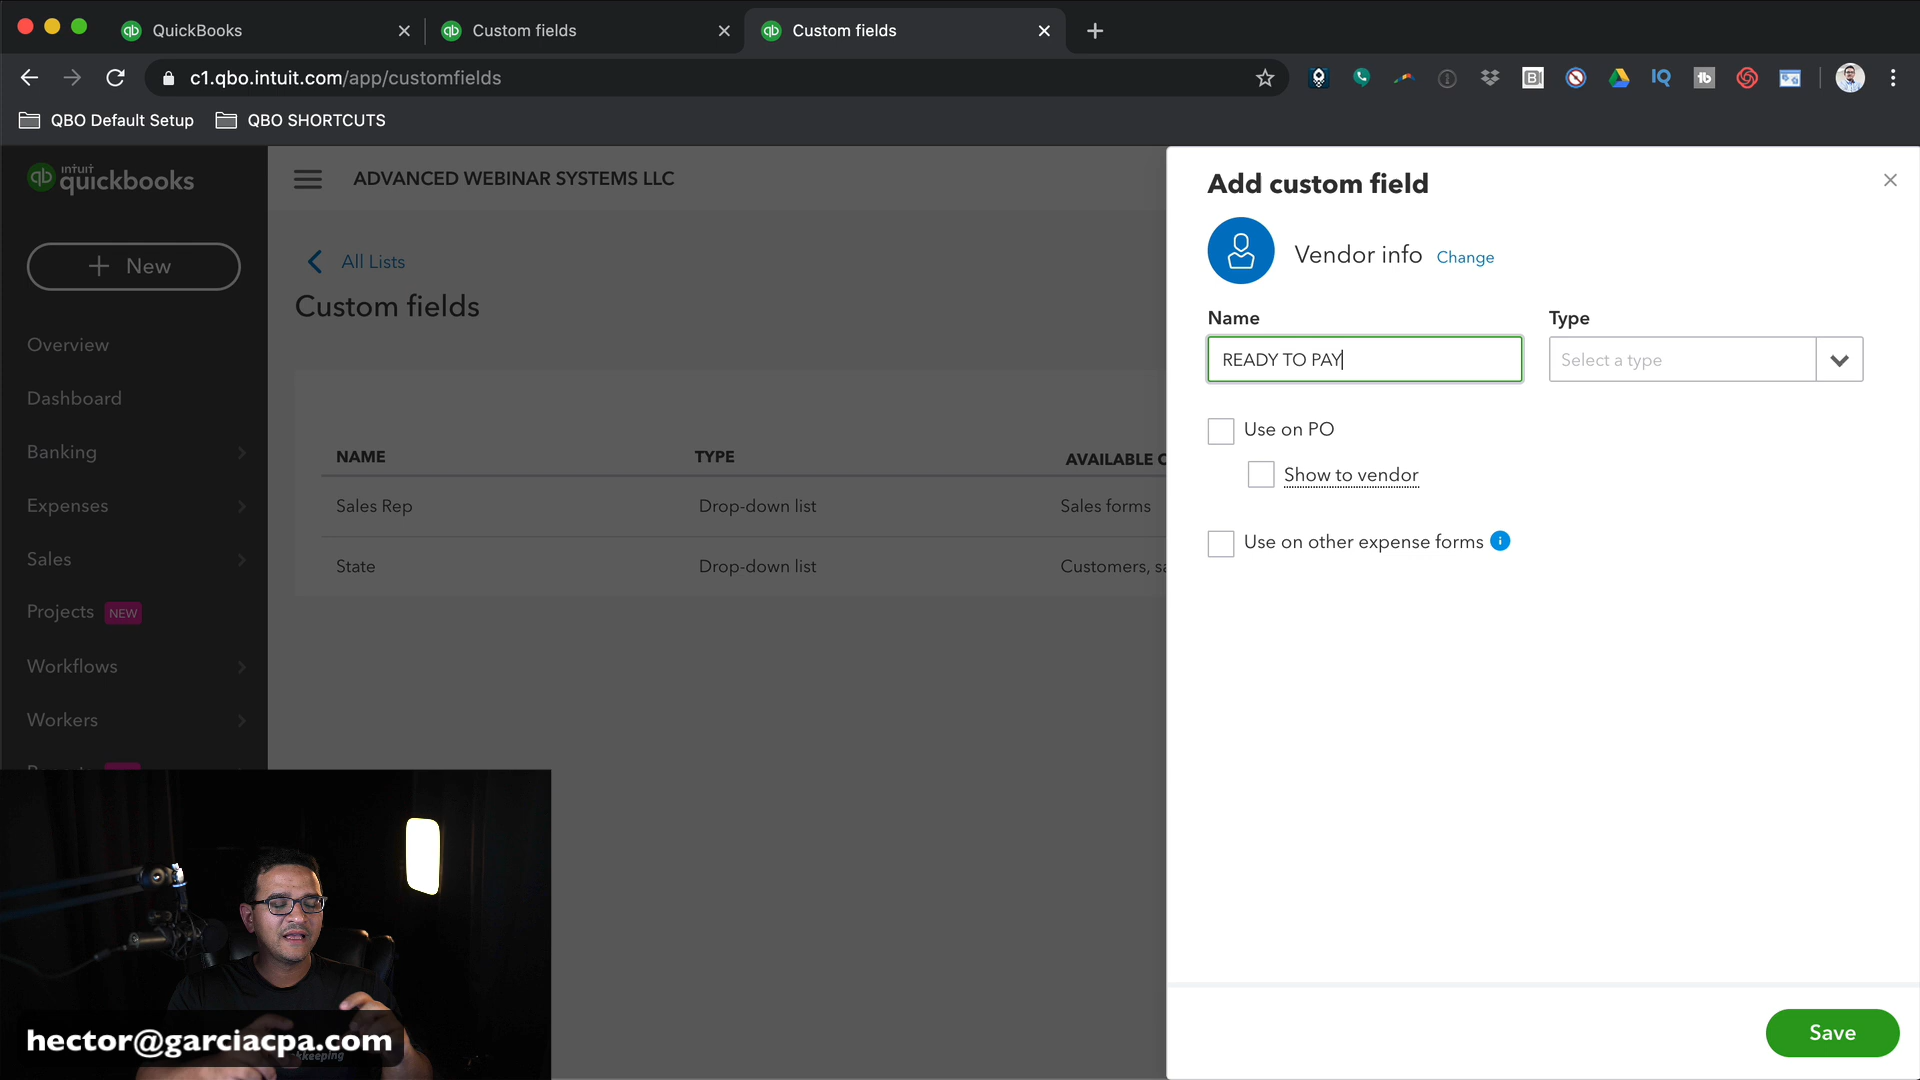 QuickBooks
Custom fields
Custom fields
c1.qbo.intuit.com/app/customfields
QBO Default Setup
QBO SHORTCUTS
intuit
quickbooks
ADVANCED WEBINAR SYSTEMS LLC
New
All Lists
Custom fields
Overview
Dashboard
Banking
Expenses
Sales
Projects NEW
Workflows
Workers
NAME TYPE AVAILABLE
Sales Rep Drop-down list Sales forms
State Drop-down list Customers,
Add custom field
Vendor info Change
Name Type
READY TO PAY Select a type
Use on PO
Show to vendor
Use on other expense forms
Save
hector@garciacpa.com